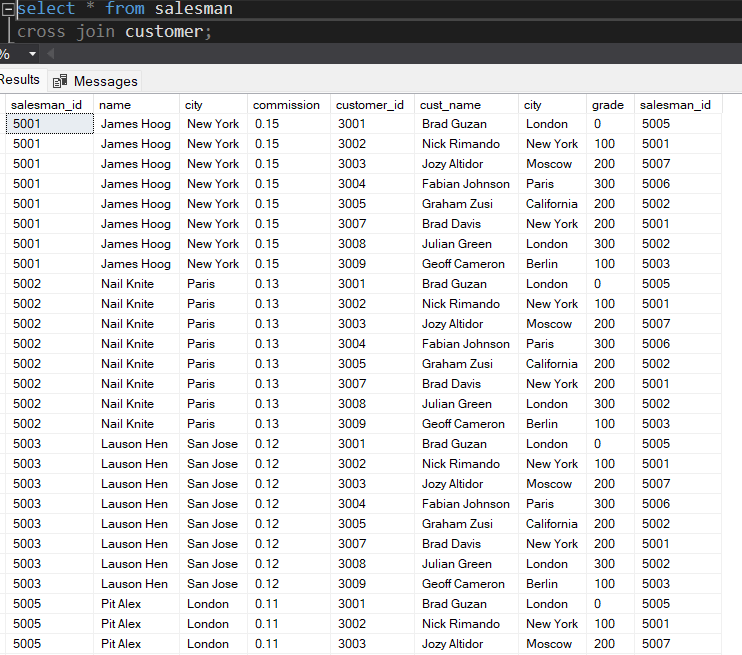 select * from salesman
cross join customer;
%
Results Messages
salesman_id name city commission customer_id cust_name city grade salesman_id
5001 James Hoog New York 0.15 3001 Brad Guzan London 0 5005
5001 James Hoog New York 0.15 3002 Nick Rimando New York 100 5001
5001 James Hoog New York 0.15 3003 Jozy Altidor Moscow 200 5007
5001 James Hoog New York 0.15 3004 Fabian Johnson Paris 300 5006
5001 James Hoog New York 0.15 3005 Graham Zusi California 200 5002
5001 James Hoog New York 0.15 3007 Brad Davis New York 200 5001
5001 James Hoog New York 0.15 3008 Julian Green London 300 5002
5001 James Hoog New York 0.15 3009 Geoff Cameron Berlin 100 5003
5002 Nail Knite Paris 0.13 3001 Brad Guzan London 0 5005
5002 Nail Knite Paris 0.13 3002 Nick Rimando New York 100 5001
5002 Nail Knite Paris 0.13 3003 Jozy Altidor Moscow 200 5007
5002 Nail Knite Paris 0.13 3004 Fabian Johnson Paris 300 5006
5002 Nail Knite Paris 0.13 3005 Graham Zusi California 200 5002
5002 Nail Knite Paris 0.13 3007 Brad Davis New York 200 5001
5002 Nail Knite Paris 0.13 3008 Julian Green London 300 5002
5002 Nail Knite Paris 0.13 3009 Geoff Cameron Berlin 100 5003
5003 Lauson Hen San Jose 0.12 3001 Brad Guzan London 0 5005
5003 Lauson Hen San Jose 0.12 3002 Nick Rimando New York 100 5001
5003 Lauson Hen San Jose 0.12 3003 Jozy Altidor Moscow 200 5007
5003 Lauson Hen San Jose 0.12 3004 Fabian Johnson Paris 300 5006
5003 Lauson Hen San Jose 0.12 3005 Graham Zusi California 200 5002
5003 Lauson Hen San Jose 0.12 3007 Brad Davis New York 200 5001
5003 Lauson Hen San Jose 0.12 3008 Julian Green London 300 5002
5003 Lauson Hen San Jose 0.12 3009 Geoff Cameron Berlin 100 5003
5005 Pit Alex London 0.11 3001 Brad Guzan London 0 5005
5005 Pit Alex London 0.11 3002 Nick Rimando New York 100 5001
5005 Pit Alex London 0.11 3003 Jozy Altidor Moscow 200 5007